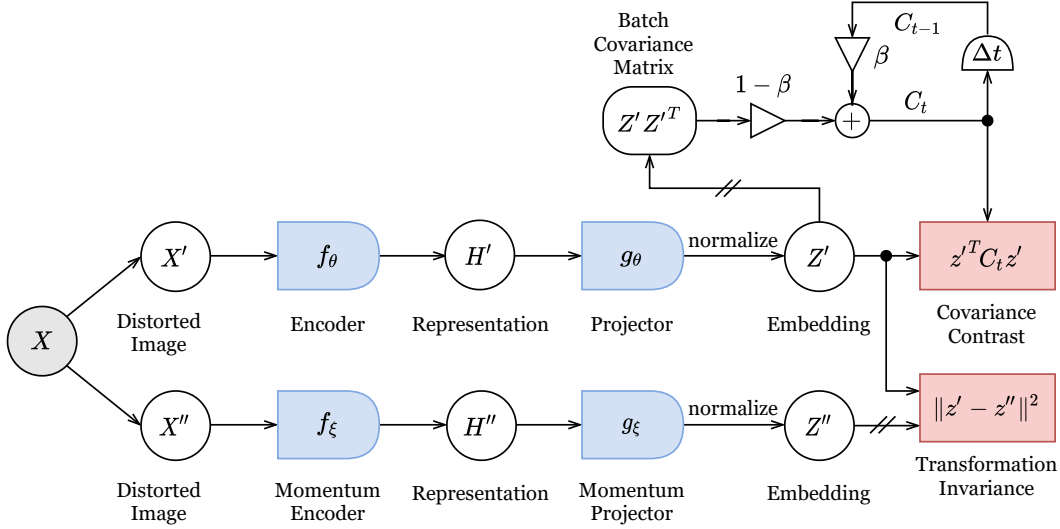 Batch
Covariance
Matrix
C_{t-1}
Δt
β
1 − β
C_t
Z′Z′^T
+
X′
f_θ
H′
g_θ
normalize
Z′
z′^T C_t z′
Distorted
Image
Encoder
Representation
Projector
Embedding
Covariance
Contrast
X
X″
f_ξ
H″
g_ξ
normalize
Z″
‖z′ − z″‖²
Distorted
Image
Momentum
Encoder
Representation
Momentum
Projector
Embedding
Transformation
Invariance